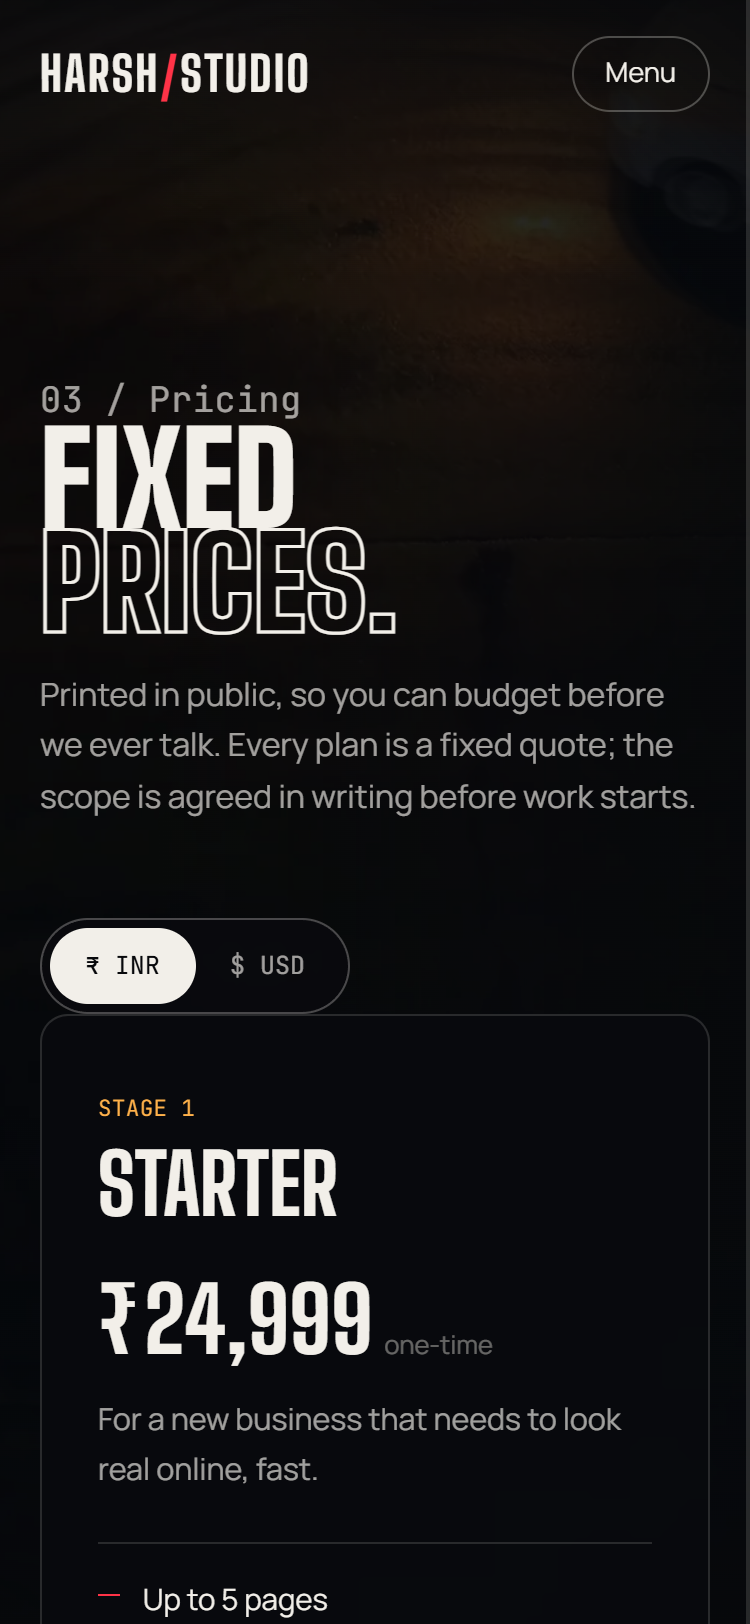 HARSH/STUDIO
Menu
03 / Pricing
FIXED
PRICES.
Printed in public, so you can budget before
we ever talk. Every plan is a fixed quote; the
scope is agreed in writing before work starts.
₹ INR
$ USD
STAGE 1
STARTER
₹24,999 one-time
For a new business that needs to look
real online, fast.
— Up to 5 pages